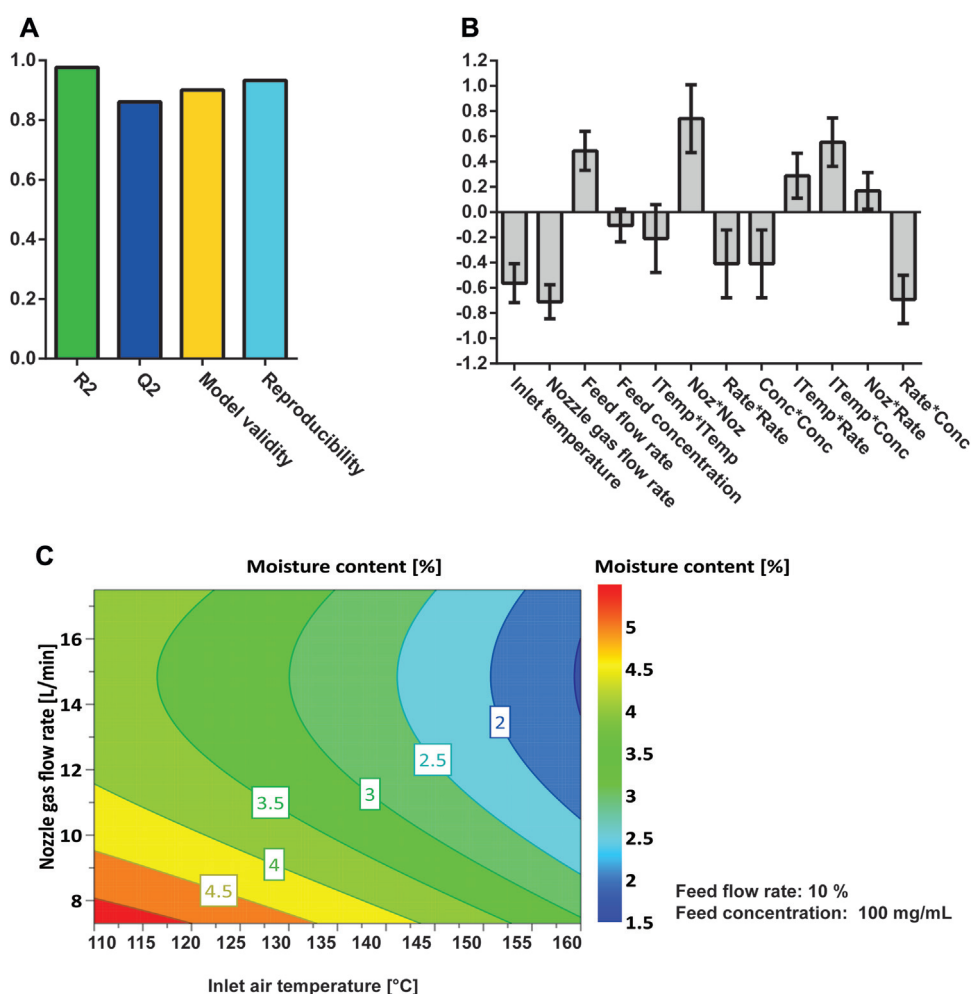 A
1.0
0.8
0.6
0.4
0.2
0.0
R2
Q2
Model validity
Reproducibility
B
1.2
1.0
0.8
0.6
0.4
0.2
0.0
-0.2
-0.4
-0.6
-0.8
-1.0
-1.2
Inlet temperature
Nozzle gas flow rate
Feed flow rate
Feed concentration
ITemp*ITemp
Noz*Noz
Rate*Rate
Conc*Conc
ITemp*Rate
ITemp*Conc
Noz*Rate
Rate*Conc
C
Moisture content [%]
Nozzle gas flow rate [L/min]
16
14
12
10
8
3.5
3
2.5
2
4
4.5
110 115 120 125 130 135 140 145 150 155 160
Inlet air temperature [°C]
Moisture content [%]
5
4.5
4
3.5
3
2.5
2
1.5
Feed flow rate: 10 %
Feed concentration: 100 mg/mL